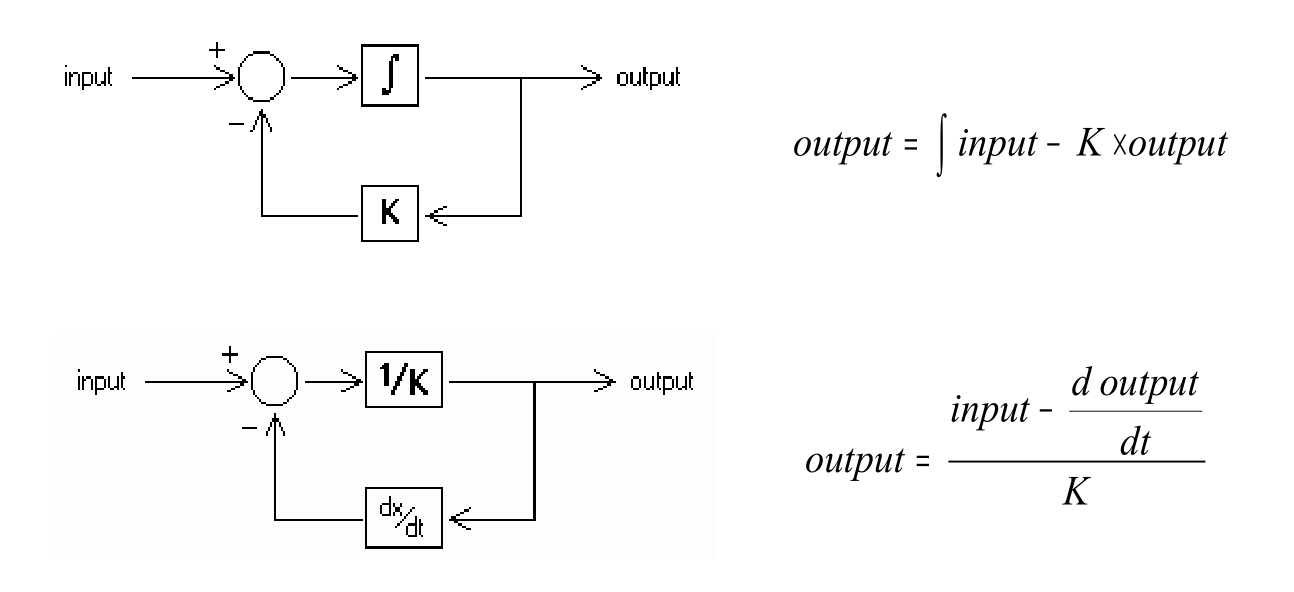 +
input ∫ output
output = ∫ input − K × output
−
K
+
input 1/K output
−
dx/dt
output = (input − d output / dt) / K